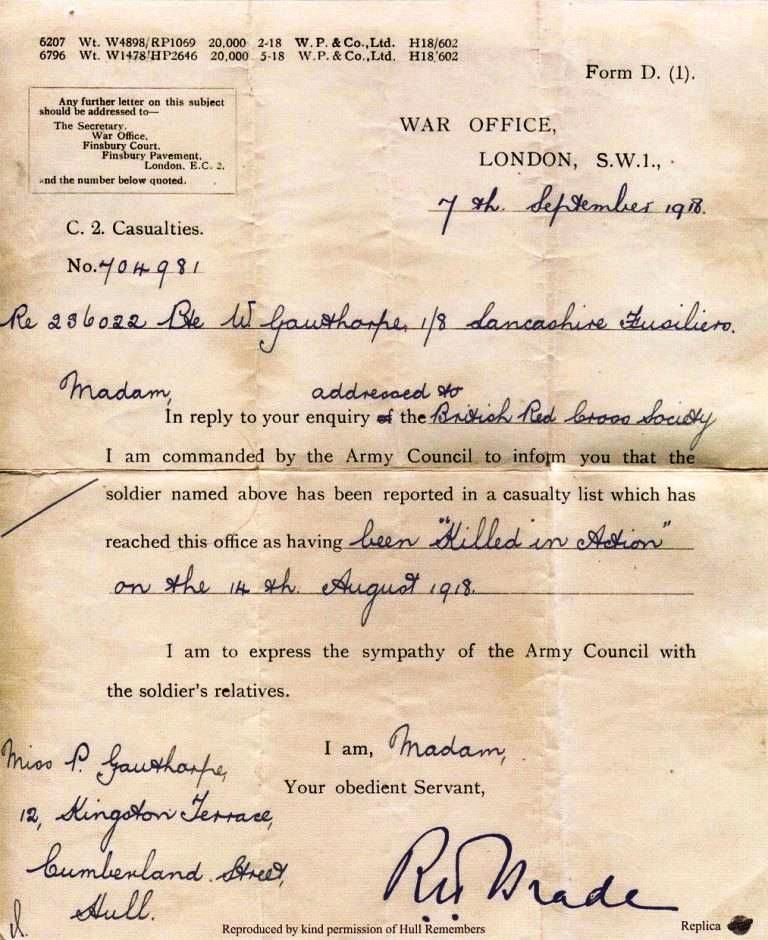 6207 Wt. W4898/RP1069 20,000 2-18 W. P. & Co., Ltd. H18/602
6796 Wt. W1478/HP2646 20,000 5-18 W. P. & Co., Ltd. H18/602
Form D. (1).
Any further letter on this subject
should be addressed to—
The Secretary,
War Office,
Finsbury Court,
Finsbury Pavement,
London, E.C. 2.
and the number below quoted.
WAR OFFICE,
LONDON, S.W.1.,
7th. September 1918.
C. 2. Casualties.
No. 704981
Re 236022 Pte W Gawthorpe, 1/8 Lancashire Fusiliers.
Madam, addressed to
In reply to your enquiry of the British Red Cross Society
I am commanded by the Army Council to inform you that the
soldier named above has been reported in a casualty list which has
reached this office as having been "Killed in Action"
on the 14th. August 1918.
I am to express the sympathy of the Army Council with
the soldier's relatives.
I am, Madam,
Your obedient Servant,
Miss P. Gawthorpe,
12, Kingston Terrace,
Cumberland Street,
Hull.
Reproduced by kind permission of Hull Remembers
Replica